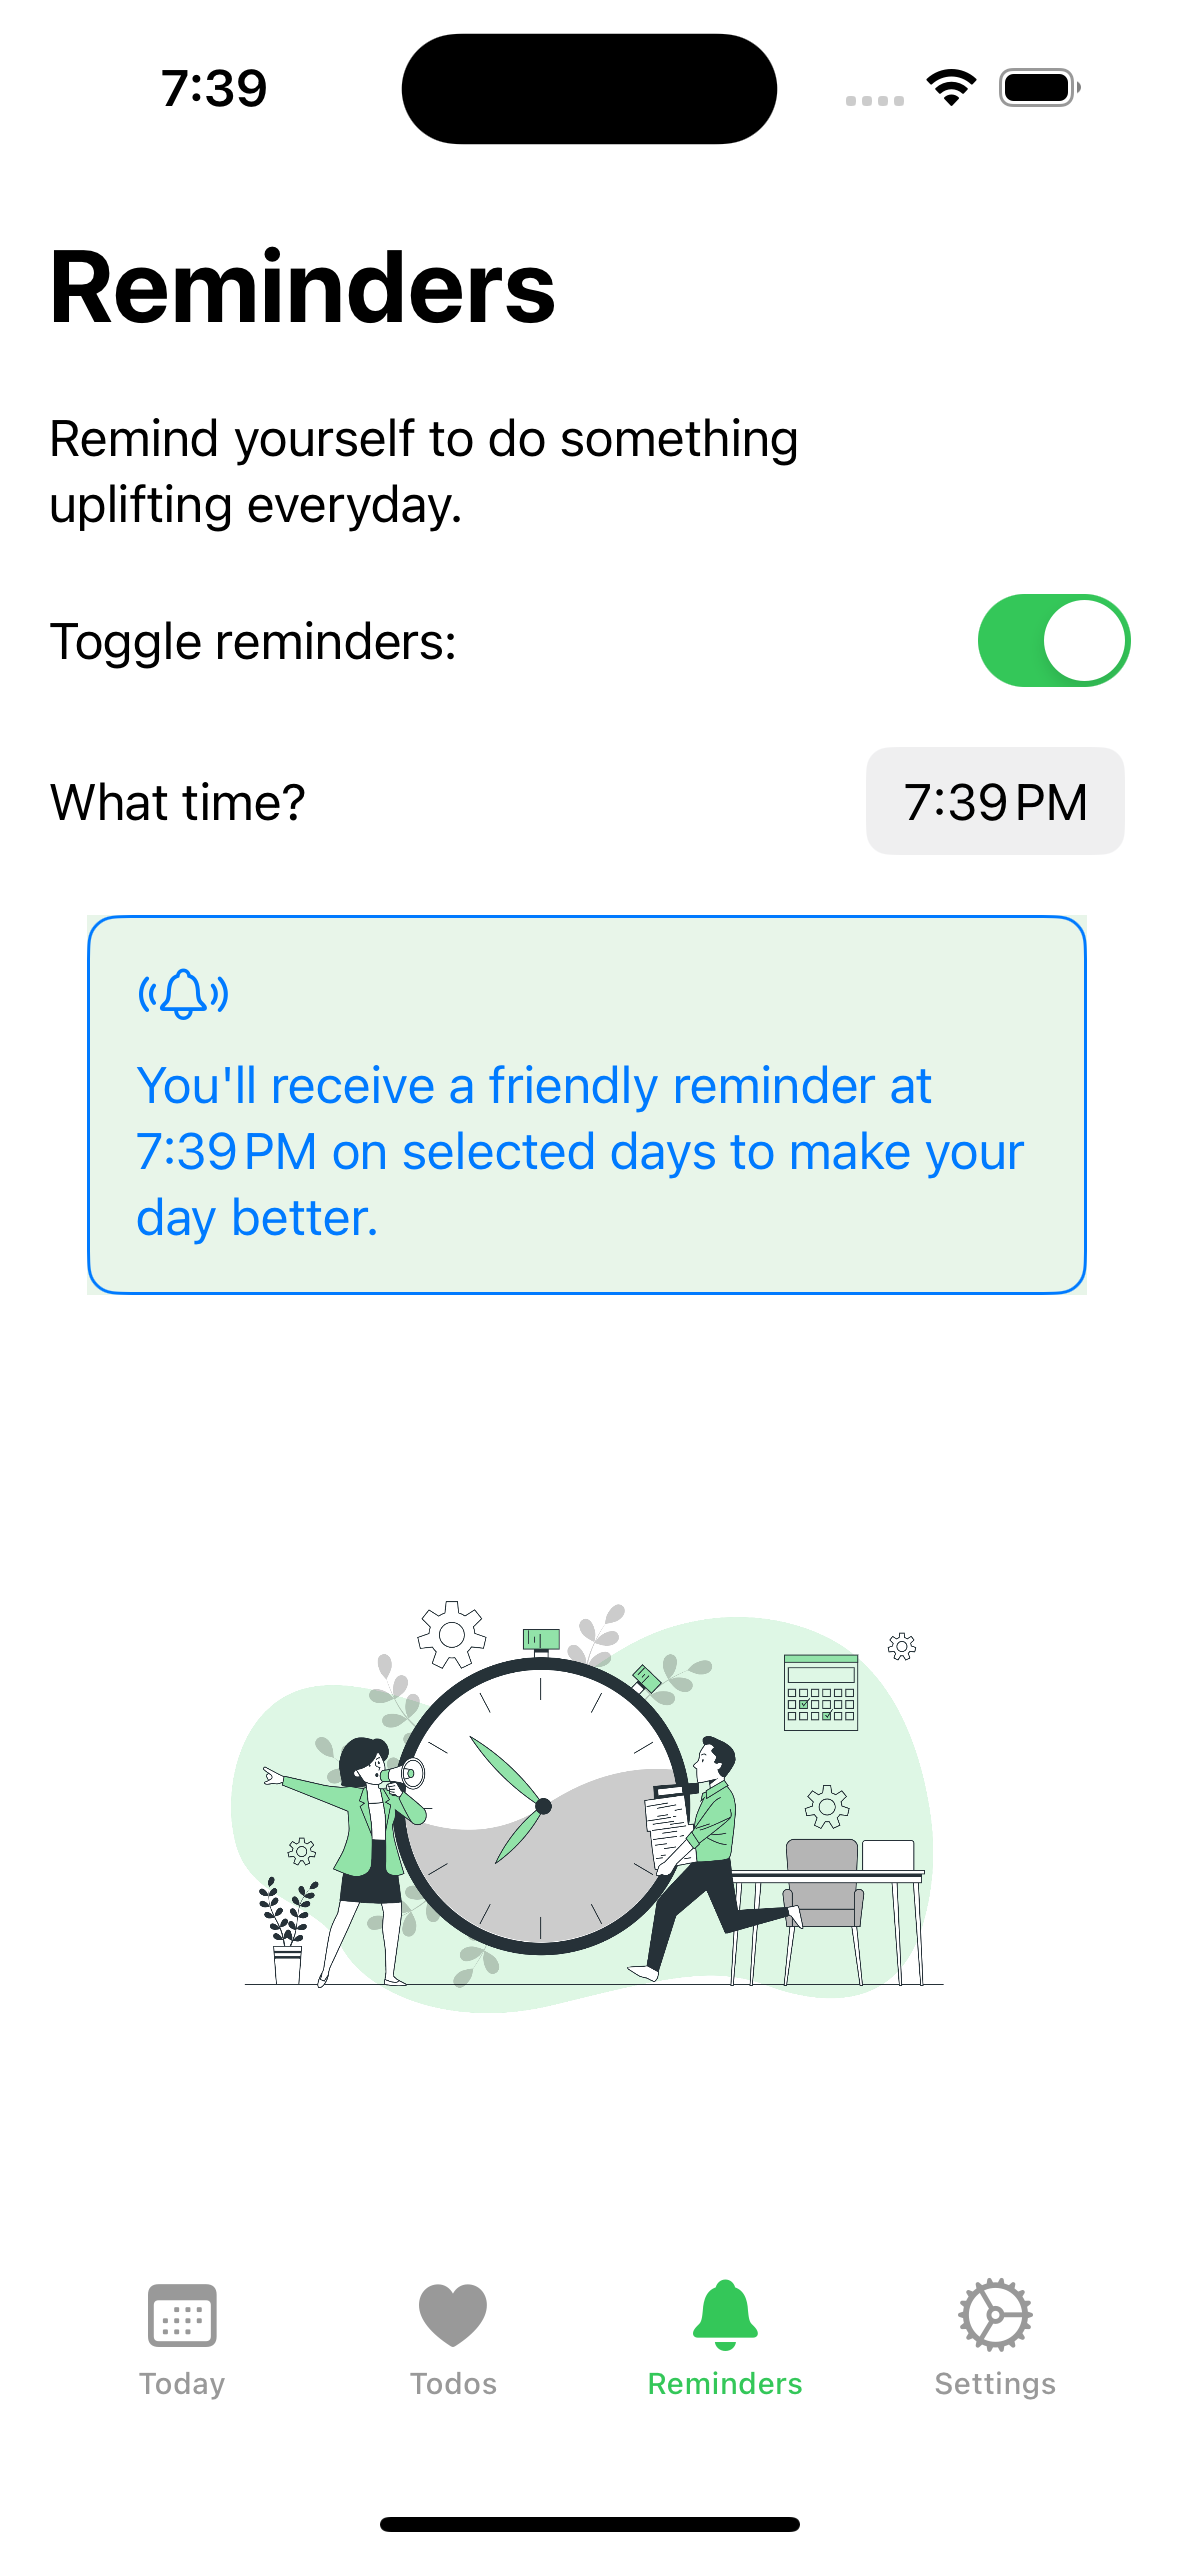 7:39
Reminders
Remind yourself to do something
uplifting everyday.
Toggle reminders:
What time?
7:39 PM
You'll receive a friendly reminder at
7:39 PM on selected days to make your
day better.
Today
Todos
Reminders
Settings